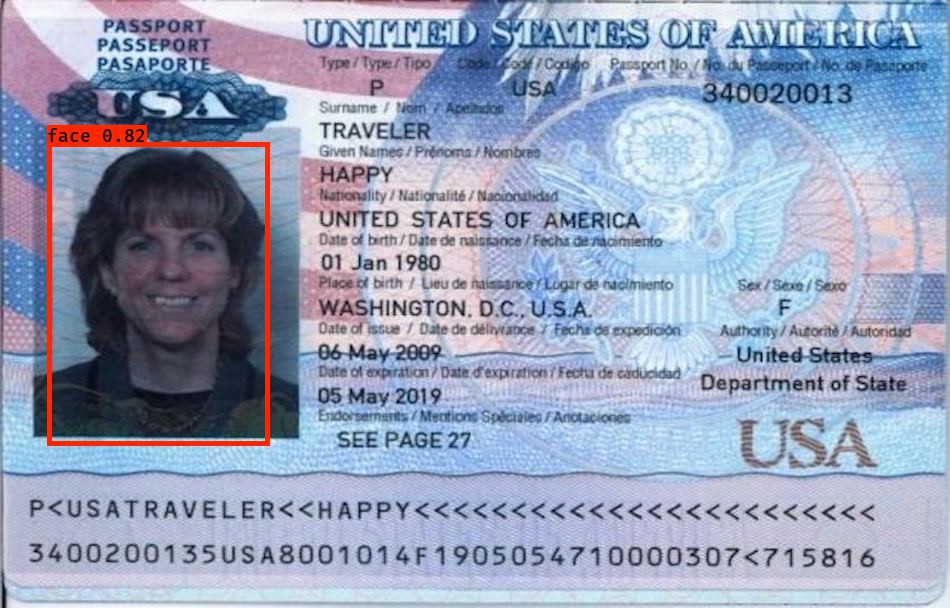 PASSPORT
PASSEPORT
PASAPORTE
USA
face 0.82
UNITED STATES OF AMERICA
Type / Type / Tipo Code / Code / Codigo Passport No. / No. du Passeport / No. de Pasaporte
P USA 340020013
Surname / Nom / Apellidos
TRAVELER
Given Names / Prénoms / Nombres
HAPPY
Nationality / Nationalité / Nacionalidad
UNITED STATES OF AMERICA
Date of birth / Date de naissance / Fecha de nacimiento
01 Jan 1980
Place of birth / Lieu de naissance / Lugar de nacimiento Sex / Sexe / Sexo
WASHINGTON, D.C., U.S.A. F
Date of issue / Date de délivrance / Fecha de expedición Authority / Autorité / Autoridad
06 May 2009 United States
Date of expiration / Date d'expiration / Fecha de caducidad Department of State
05 May 2019
Endorsements / Mentions Spéciales / Anotaciones
SEE PAGE 27
USA
P<USATRAVELER<<HAPPY<<<<<<<<<<<<<<<<<<<<<<<<
3400200135USA8001014F1905054710000307<715816